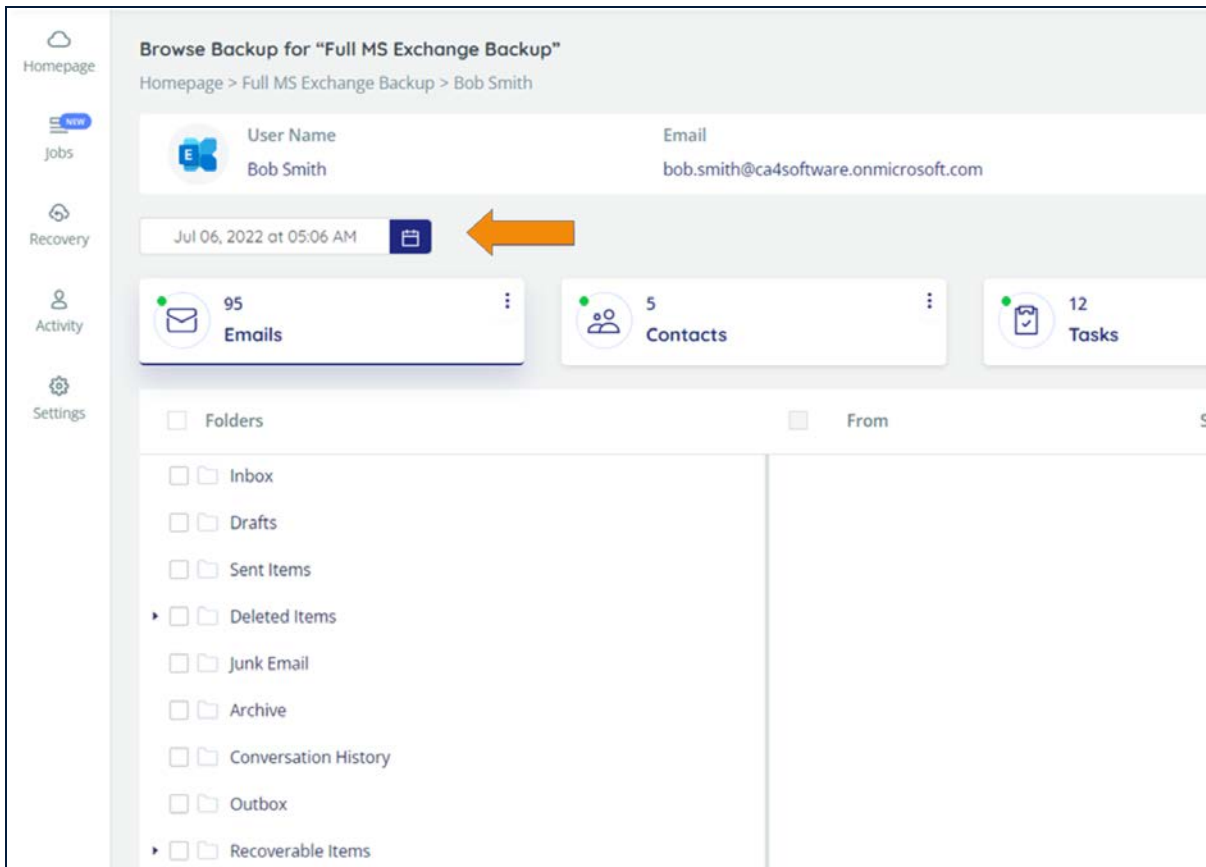 Homepage
NEW
Jobs
Recovery
Activity
Settings
Browse Backup for “Full MS Exchange Backup”
Homepage > Full MS Exchange Backup > Bob Smith
User Name
Email
E
Bob Smith
bob.smith@ca4software.onmicrosoft.com
Jul 06, 2022 at 05:06 AM
95
Emails
5
Contacts
12
Tasks
Folders
From
S
Inbox
Drafts
Sent Items
Deleted Items
Junk Email
Archive
Conversation History
Outbox
Recoverable Items